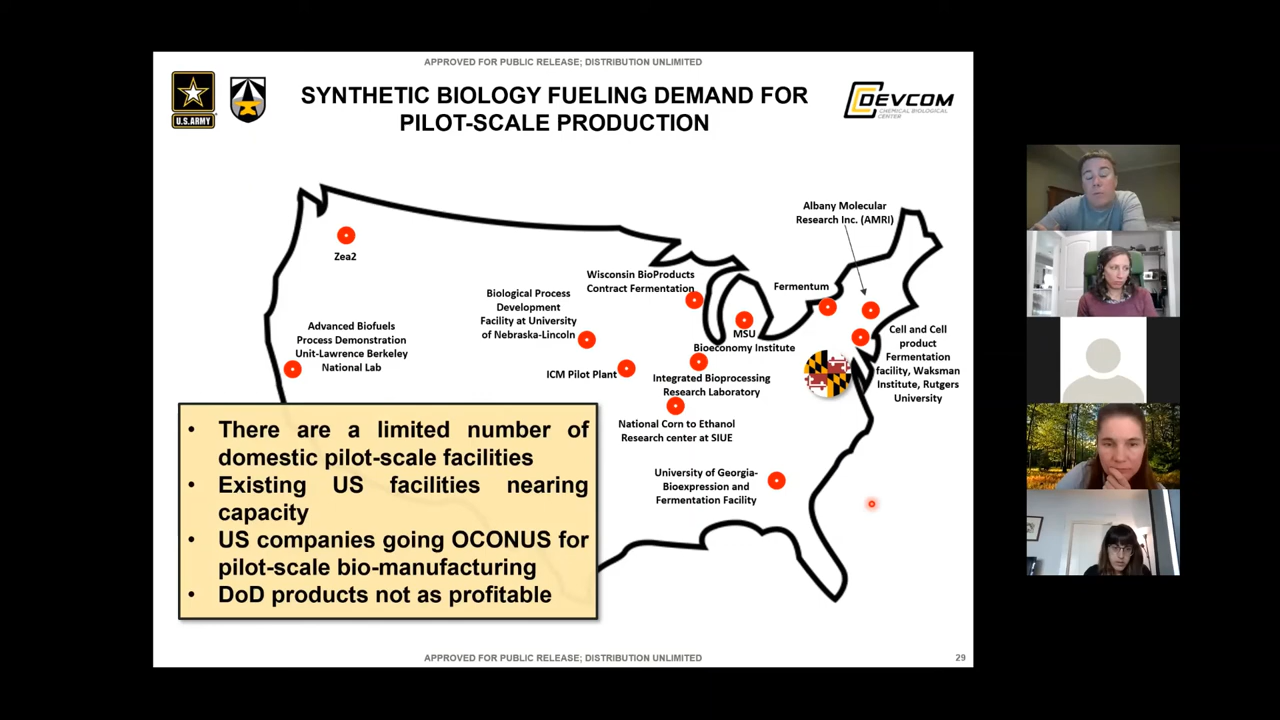 APPROVED FOR PUBLIC RELEASE; DISTRIBUTION UNLIMITED
U.S. ARMY
SYNTHETIC BIOLOGY FUELING DEMAND FOR
PILOT-SCALE PRODUCTION
DEVCOM
CHEMICAL BIOLOGICAL
CENTER
Albany Molecular
Research Inc. (AMRI)
Zea2
Wisconsin BioProducts
Contract Fermentation
Fermentum
Biological Process
Development
Facility at University
of Nebraska-Lincoln
Advanced Biofuels
Process Demonstration
Unit-Lawrence Berkeley
National Lab
MSU
Bioeconomy Institute
Cell and Cell
product
Fermentation
facility, Waksman
Institute, Rutgers
University
ICM Pilot Plant
Integrated Bioprocessing
Research Laboratory
National Corn to Ethanol
Research center at SIUE
University of Georgia-
Bioexpression and
Fermentation Facility
• There are a limited number of
domestic pilot-scale facilities
• Existing US facilities nearing
capacity
• US companies going OCONUS for
pilot-scale bio-manufacturing
• DoD products not as profitable
APPROVED FOR PUBLIC RELEASE; DISTRIBUTION UNLIMITED
29